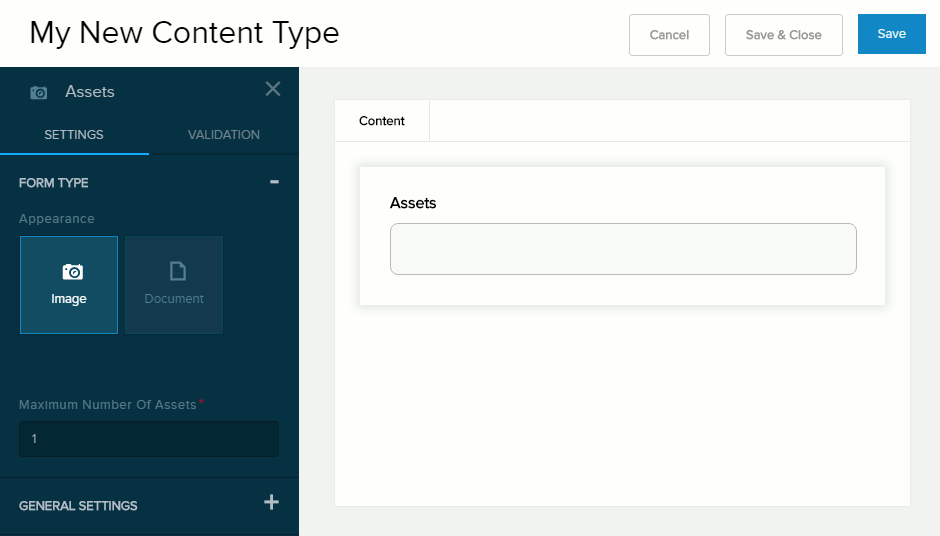 My New Content Type
Cancel
Save & Close
Save
Assets
SETTINGS
VALIDATION
FORM TYPE
Appearance
Image
Document
Maximum Number Of Assets*
1
GENERAL SETTINGS
Content
Assets